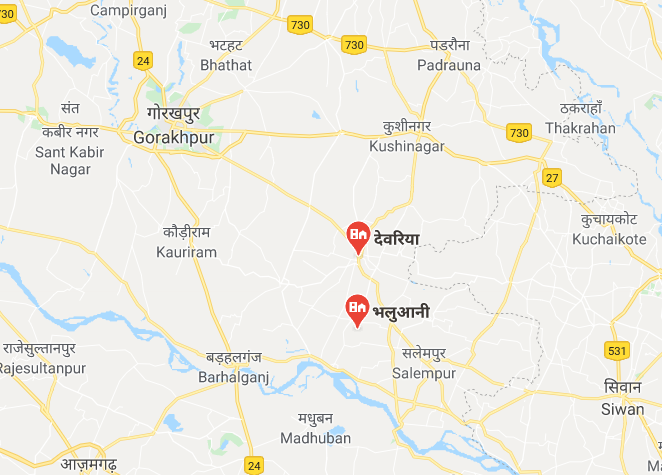 Campirganj
730
730
730
24
भटहट
Bhathat
पडरौना
Padrauna
संत
कबीर नगर
Sant Kabir
Nagar
गोरखपुर
Gorakhpur
कुशीनगर
Kushinagar
730
ठकराहाँ
Thakrahan
27
कौड़ीराम
Kauriram
देवरिया
कुचायकोट
Kuchaikote
भलुआनी
राजेसुल्तानपुर
Rajesultanpur
बड़हलगंज
Barhalganj
सलेमपुर
Salempur
531
सिवान
Siwan
मधुबन
Madhuban
आज़मगढ़
24